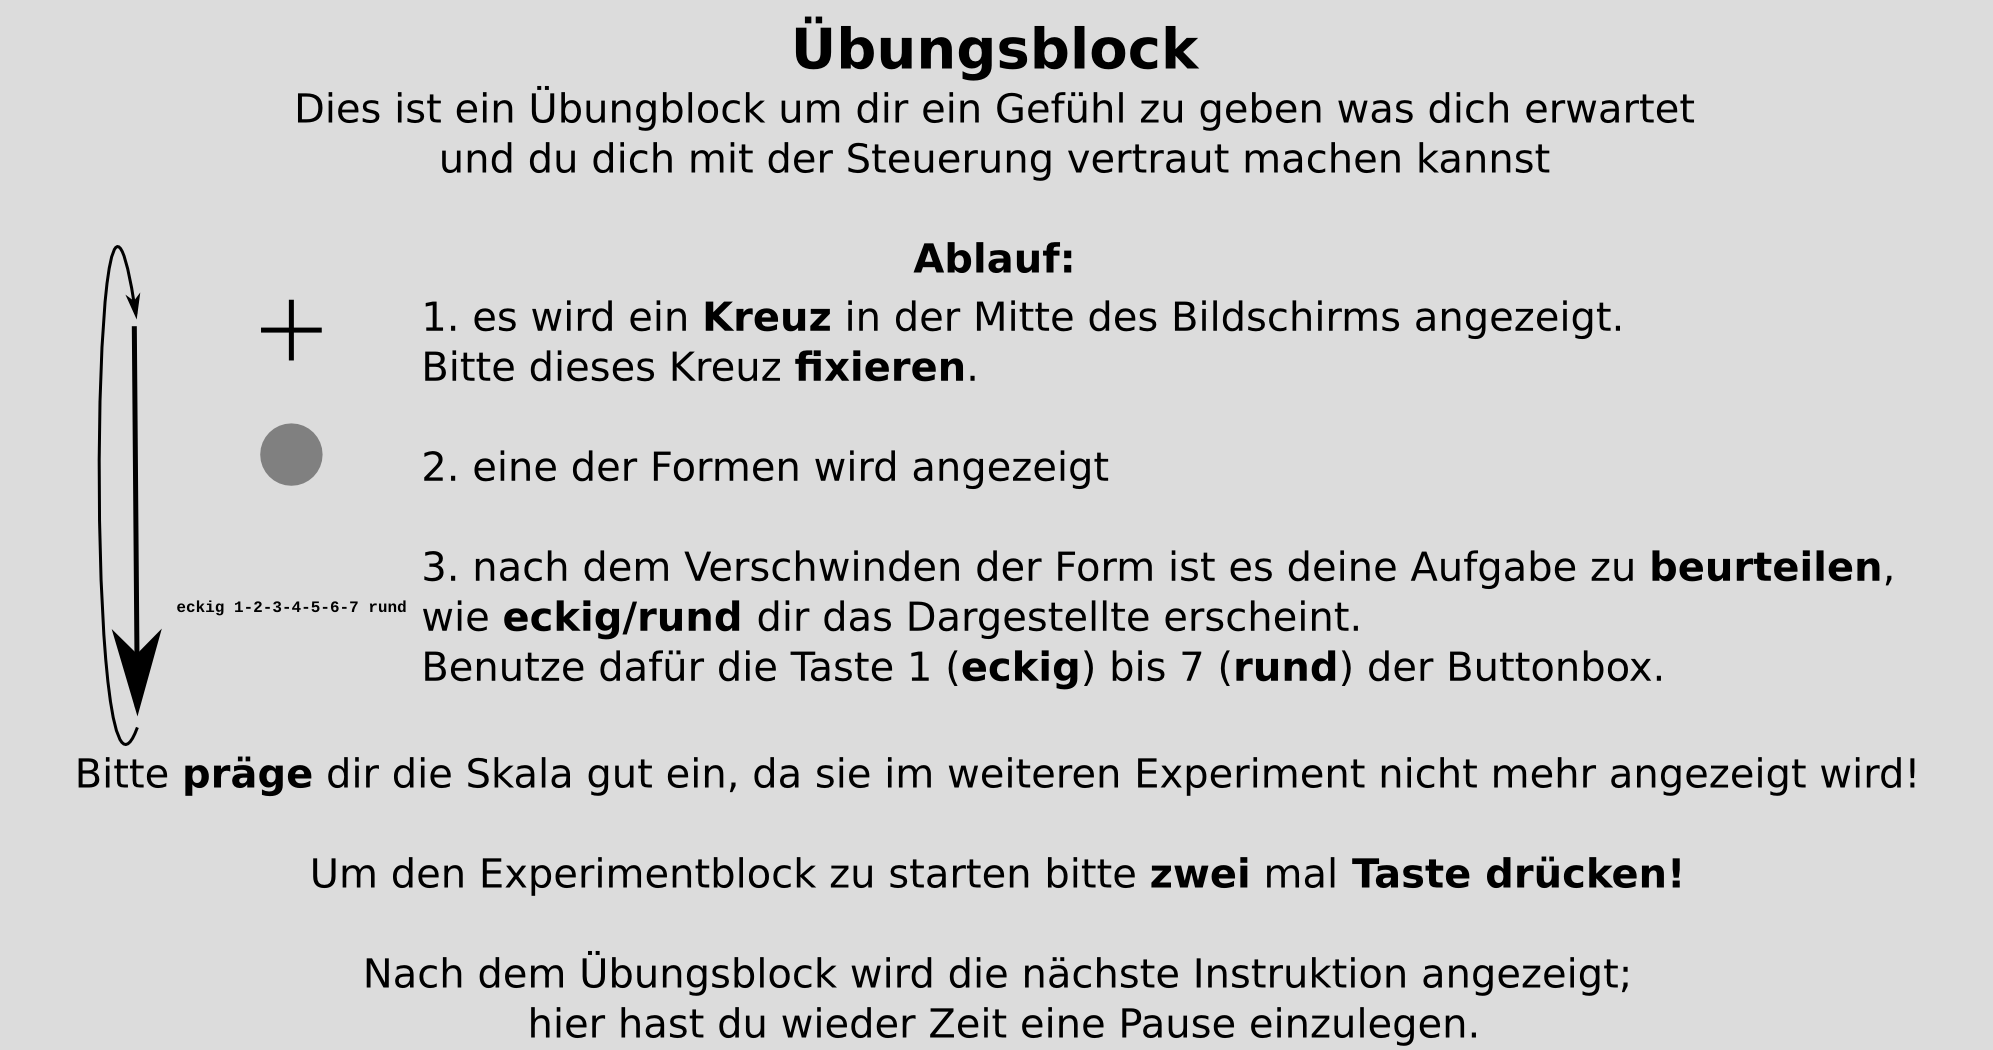 Übungsblock
Dies ist ein Übungblock um dir ein Gefühl zu geben was dich erwartet
und du dich mit der Steuerung vertraut machen kannst
Ablauf:
1. es wird ein Kreuz in der Mitte des Bildschirms angezeigt.
Bitte dieses Kreuz fixieren.
2. eine der Formen wird angezeigt
3. nach dem Verschwinden der Form ist es deine Aufgabe zu beurteilen,
eckig 1-2-3-4-5-6-7 rund
wie eckig/rund dir das Dargestellte erscheint.
Benutze dafür die Taste 1 (eckig) bis 7 (rund) der Buttonbox.
Bitte präge dir die Skala gut ein, da sie im weiteren Experiment nicht mehr angezeigt wird!
Um den Experimentblock zu starten bitte zwei mal Taste drücken!
Nach dem Übungsblock wird die nächste Instruktion angezeigt;
hier hast du wieder Zeit eine Pause einzulegen.